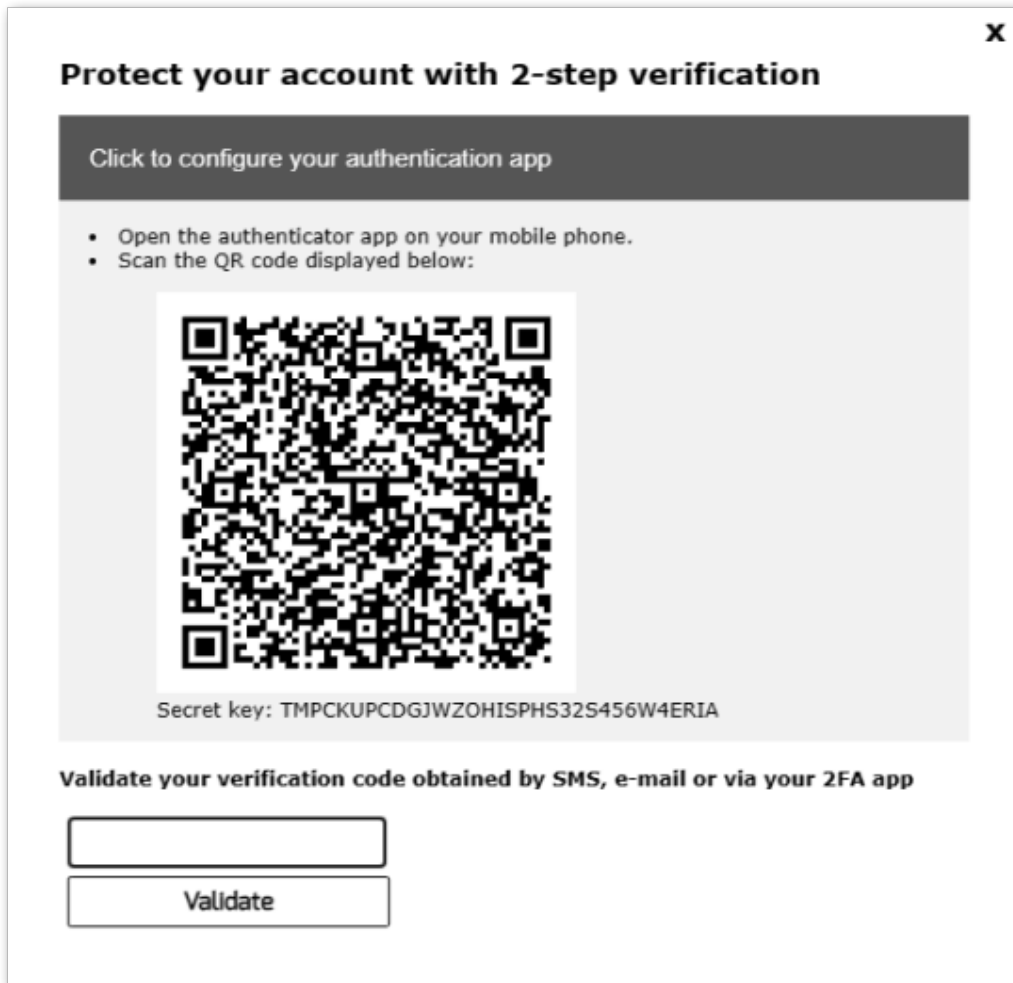 x
Protect your account with 2-step verification
Click to configure your authentication app
• Open the authenticator app on your mobile phone.
• Scan the QR code displayed below:
Secret key: TMPCKUPCDGJWZOHISPHS32S456W4ERIA
Validate your verification code obtained by SMS, e-mail or via your 2FA app
Validate